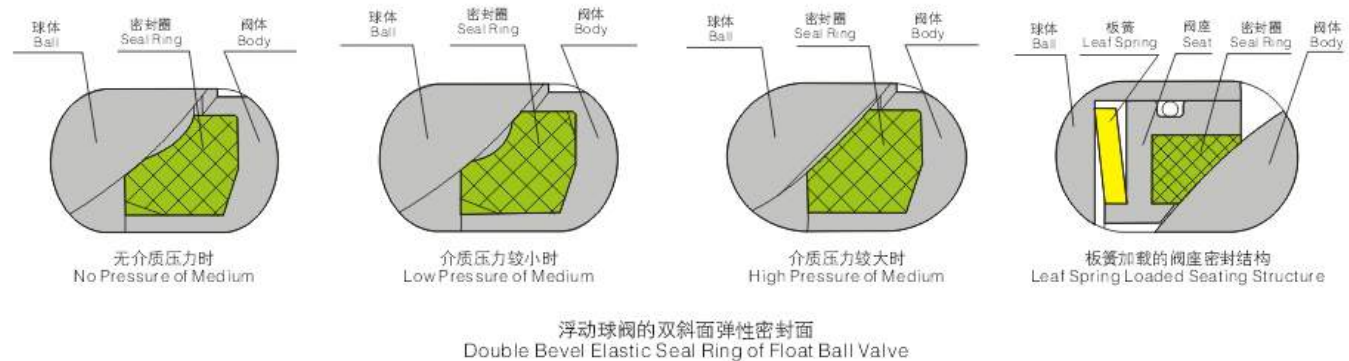 球体
Ball
密封圈
Seal Ring
阀体
Body
无介质压力时
No Pressure of Medium
球体
Ball
密封圈
Seal Ring
阀体
Body
介质压力较小时
Low Pressure of Medium
球体
Ball
密封圈
Seal Ring
阀体
Body
介质压力较大时
High Pressure of Medium
球体
Ball
板簧
Leaf Spring
阀座
Seat
密封圈
Seal Ring
阀体
Body
板簧加载的阀座密封结构
Leaf Spring Loaded Seating Structure
浮动球阀的双斜面弹性密封面
Double Bevel Elastic Seal Ring of Float Ball Valve